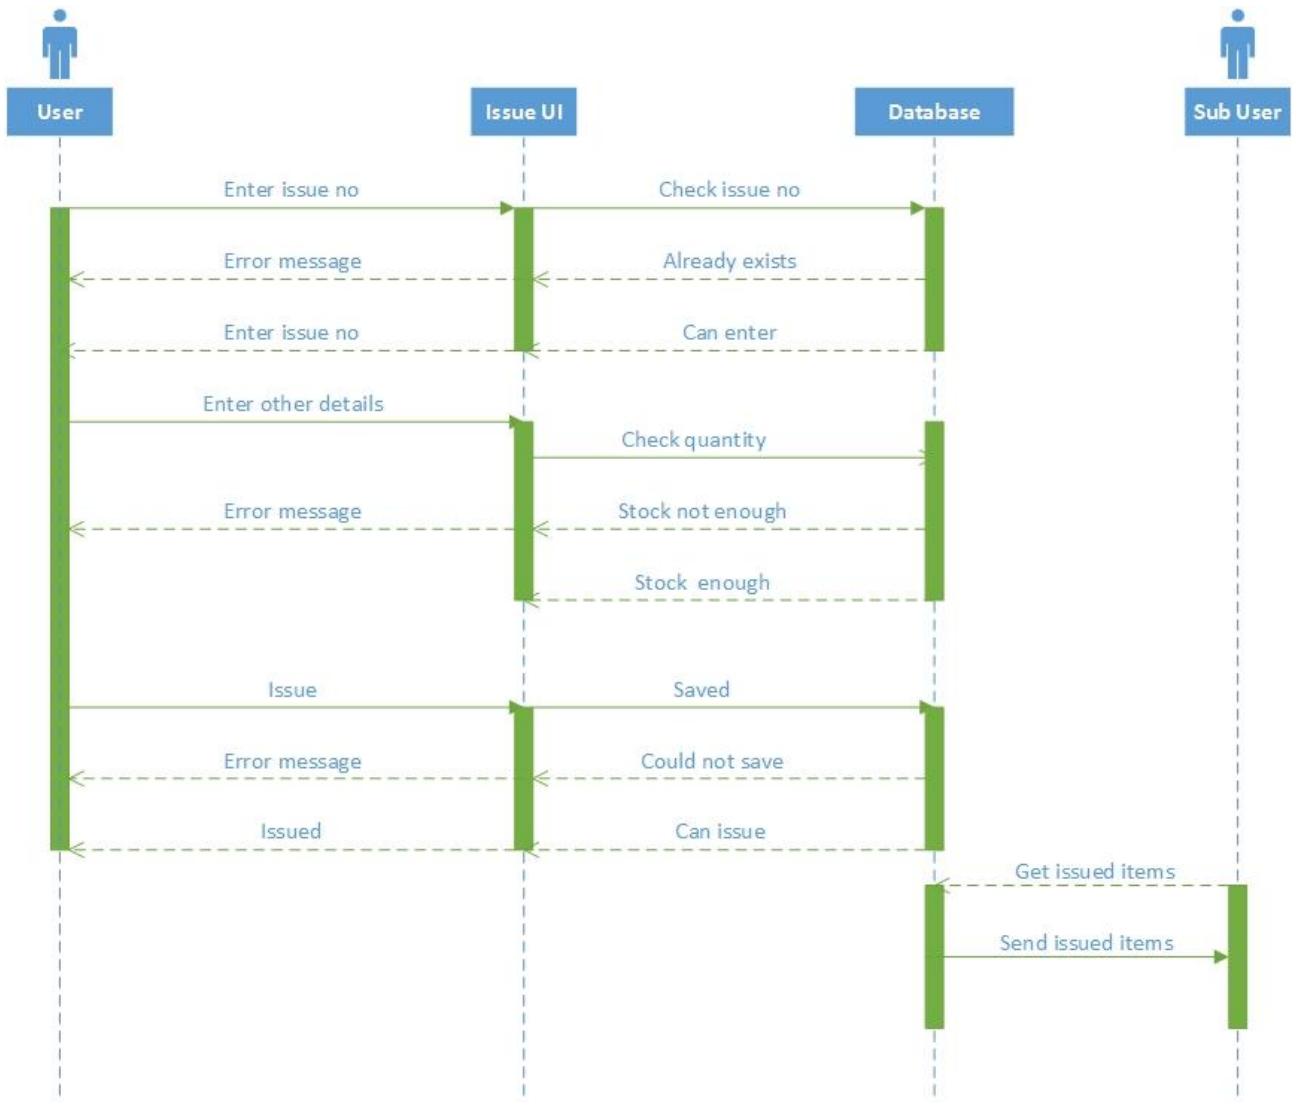 User
Issue UI
Database
Sub User
Enter issue no
Check issue no
Error message
Already exists
Enter issue no
Can enter
Enter other details
Check quantity
Error message
Stock not enough
Stock enough
Issue
Saved
Error message
Could not save
Issued
Can issue
Get issued items
Send issued items